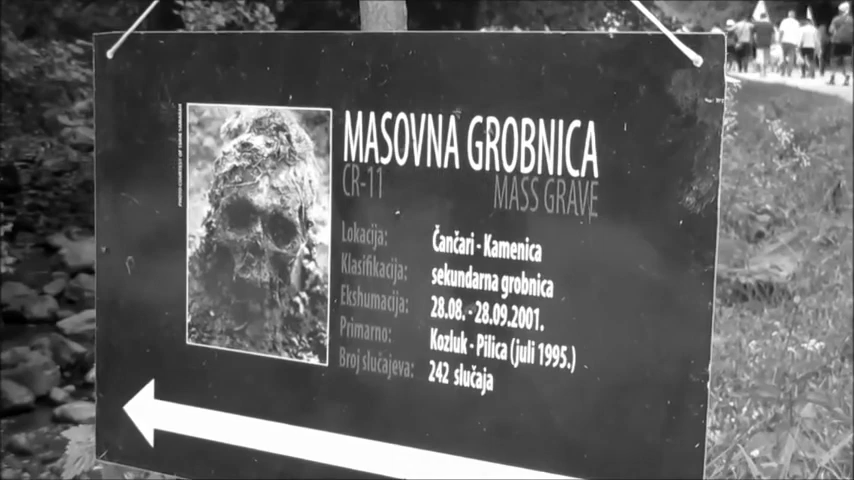 MASOVNA GROBNICA
CR-11 MASS GRAVE
Lokacija: Čančari - Kamenica
Klasifikacija: sekundarna grobnica
Ekshumacija: 28.08. - 28.09.2001.
Primarno: Kozluk - Pilica (juli 1995.)
Broj slučajeva: 242 slučaja